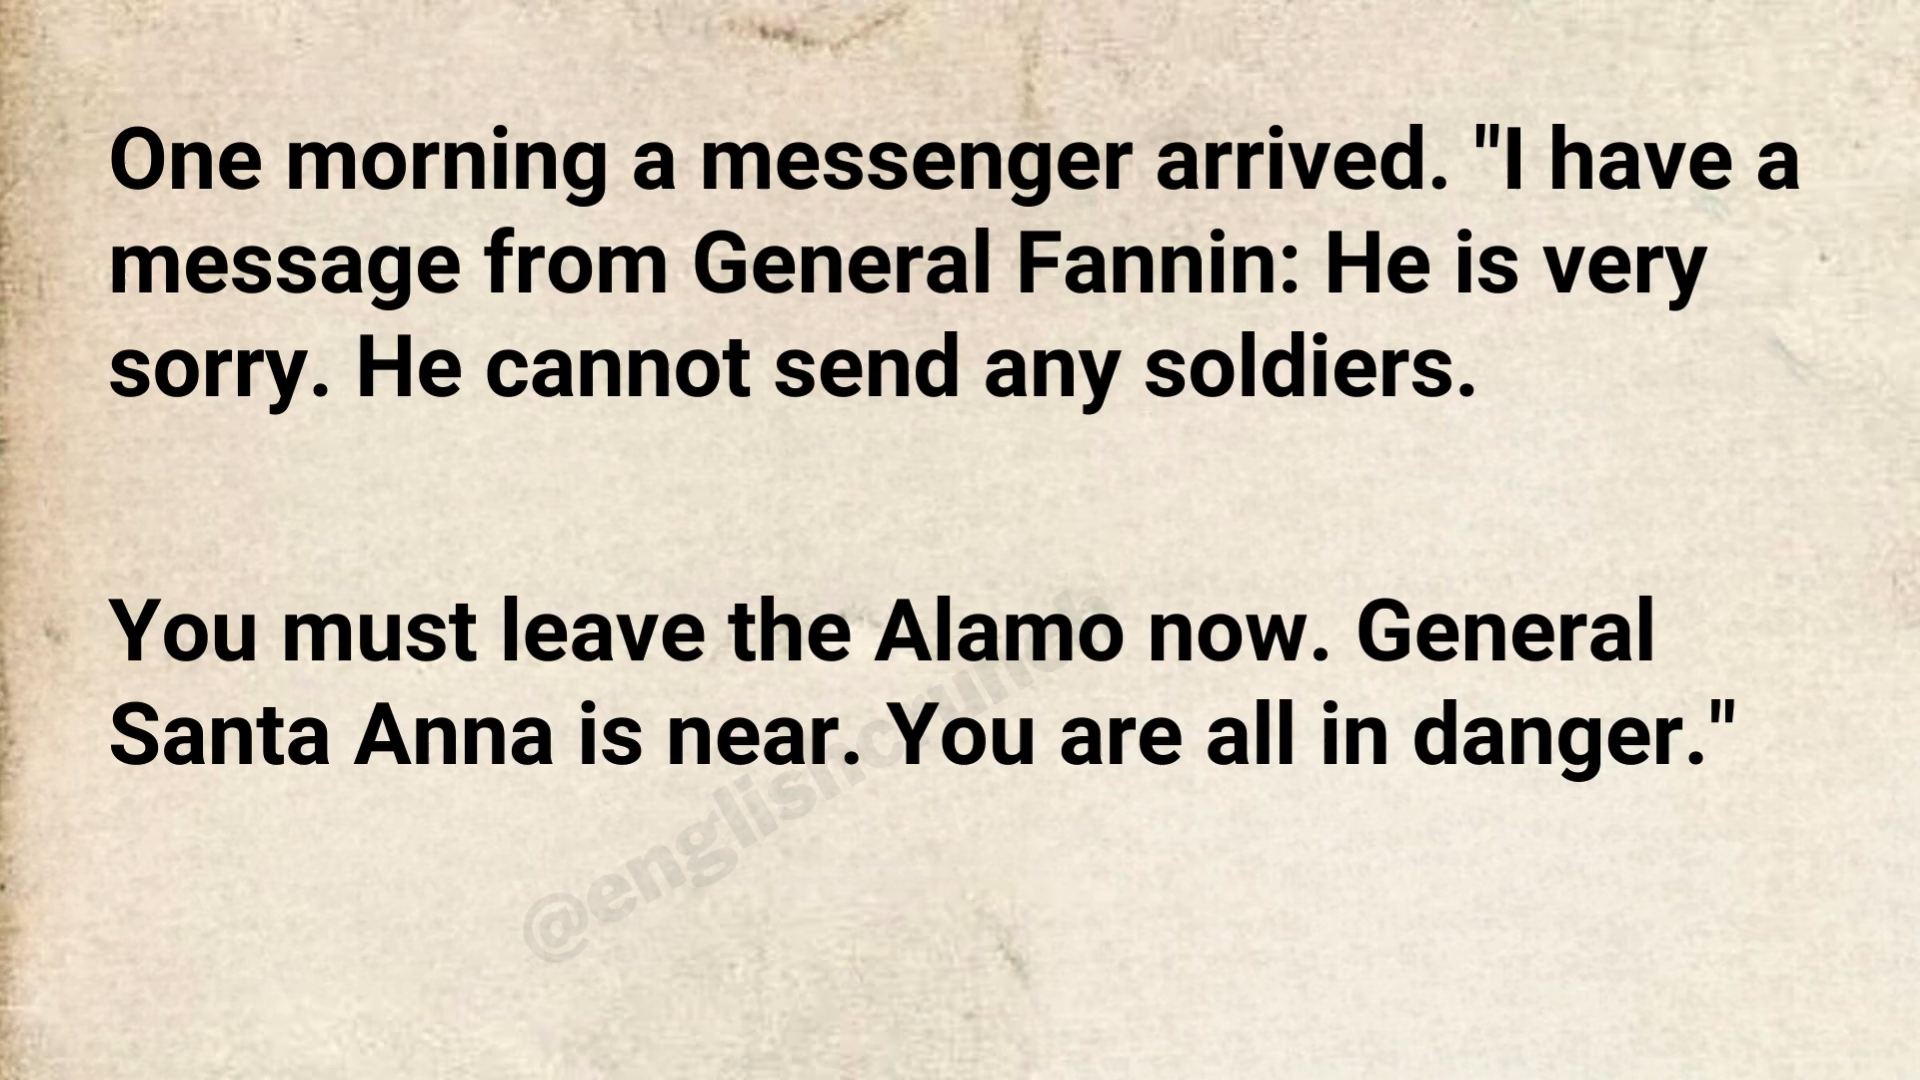 One morning a messenger arrived. "I have a
message from General Fannin: He is very
sorry. He cannot send any soldiers.
You must leave the Alamo now. General
Santa Anna is near. You are all in danger."
@englishcrunch